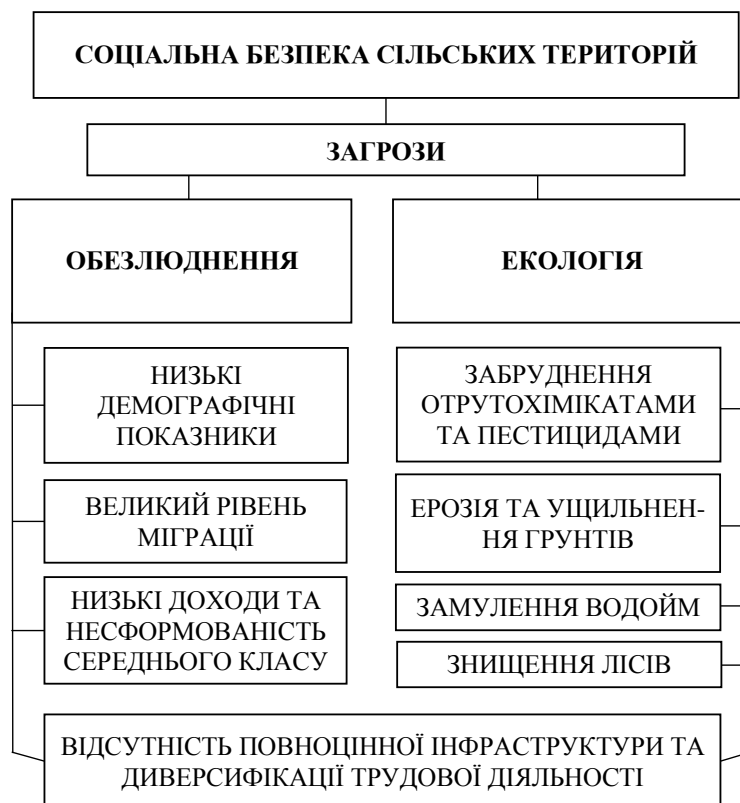 СОЦІАЛЬНА БЕЗПЕКА СІЛЬСЬКИХ ТЕРИТОРІЙ
ЗАГРОЗИ
ОБЕЗЛЮДНЕННЯ
НИЗЬКІ
ДЕМОГРАФІЧНІ
ПОКАЗНИКИ
ВЕЛИКИЙ РІВЕНЬ
МІГРАЦІЇ
НИЗЬКІ ДОХОДИ ТА
НЕСФОРМОВАНІСТЬ
СЕРЕДНЬОГО КЛАСУ
ЕКОЛОГІЯ
ЗАБРУДНЕННЯ
ОТРУТОХІМІКАТАМИ
ТА ПЕСТИЦИДАМИ
ЕРОЗІЯ ТА УЩІЛЬНЕН-
НЯ ГРУНТІВ
ЗАМУЛЕННЯ ВОДОЙМ
ЗНИЩЕННЯ ЛІСІВ
ВІДСУТНІСТЬ ПОВНОЦІННОЇ ІНФРАСТРУКТУРИ ТА
ДИВЕРСИФІКАЦІЇ ТРУДОВОЇ ДІЯЛЬНОСТІ